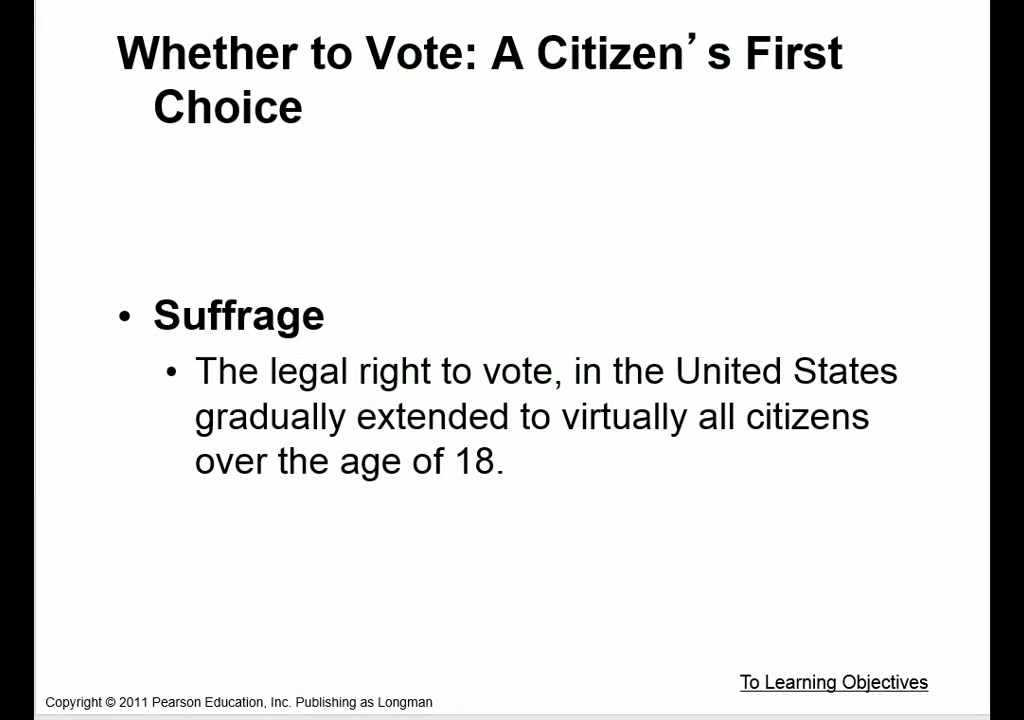 Whether to Vote: A Citizen’s First
Choice
• Suffrage
• The legal right to vote, in the United States
gradually extended to virtually all citizens
over the age of 18.
To Learning Objectives
Copyright © 2011 Pearson Education, Inc. Publishing as Longman